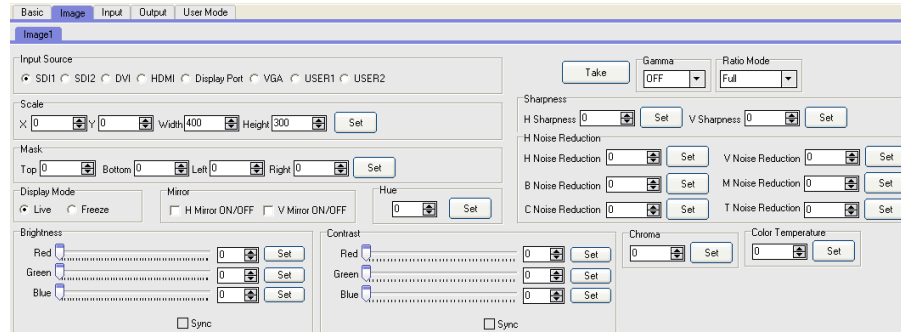 Basic Image Input Output User Mode
Image1
Input Source
SDI1 SDI2 DVI HDMI Display Port VGA USER1 USER2
Take
Gamma
OFF
Ratio Mode
Full
Scale
X 0 Y 0 Width 400 Height 300 Set
Sharpness
H Sharpness 0 Set V Sharpness 0 Set
Mask
Top 0 Bottom 0 Left 0 Right 0 Set
H Noise Reduction
H Noise Reduction 0 Set V Noise Reduction 0 Set
B Noise Reduction 0 Set M Noise Reduction 0 Set
C Noise Reduction 0 Set T Noise Reduction 0 Set
Display Mode
Live Freeze
Mirror
H Mirror ON/OFF V Mirror ON/OFF
Hue
0 Set
Brightness
Red 0 Set
Green 0 Set
Blue 0 Set
Sync
Contrast
Red 0 Set
Green 0 Set
Blue 0 Set
Sync
Chroma
0 Set
Color Temperature
0 Set